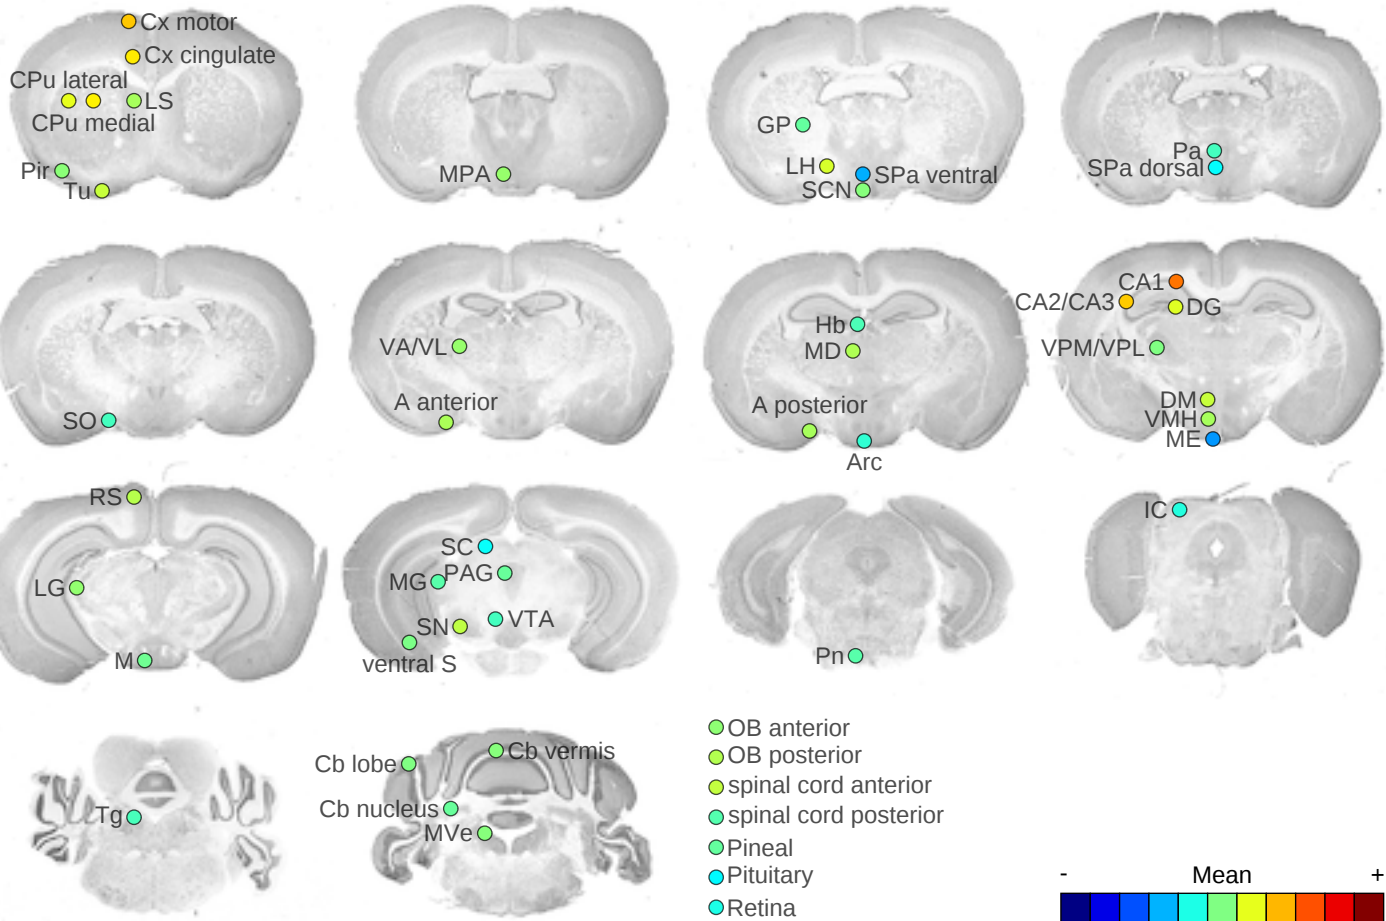 Cx motor
Cx cingulate
CPu lateral
LS
CPu medial
Pir
Tu
MPA
GP
LH
SPa ventral
SCN
Pa
SPa dorsal
SO
VA/VL
A anterior
Hb
MD
A posterior
Arc
CA1
CA2/CA3
DG
VPM/VPL
DM
VMH
ME
RS
LG
M
SC
PAG
MG
SN
VTA
ventral S
Pn
IC
Tg
Cb vermis
Cb lobe
Cb nucleus
MVe
OB anterior
OB posterior
spinal cord anterior
spinal cord posterior
Pineal
Pituitary
Retina
- Mean +